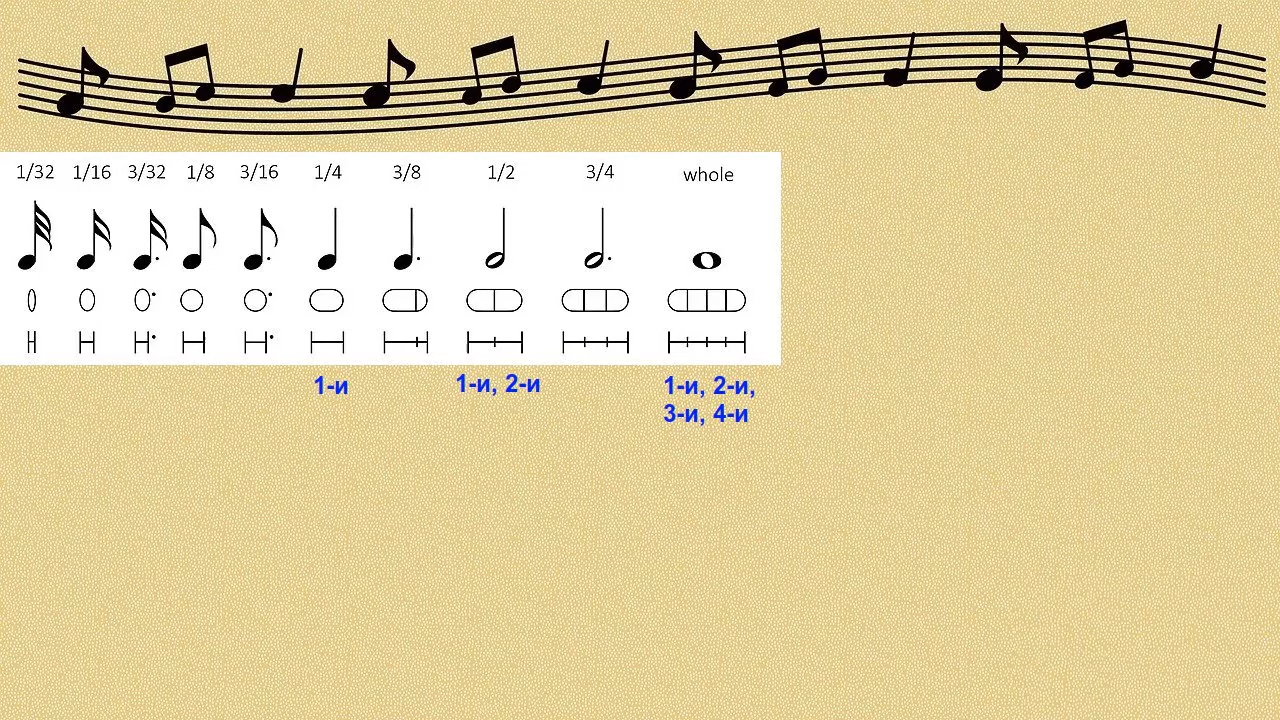 1/32 1/16 3/32 1/8 3/16 1/4 3/8 1/2 3/4 whole
1-и 1-и, 2-и 1-и, 2-и,
3-и, 4-и